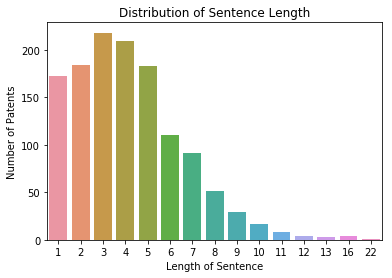 Distribution of Sentence Length
Number of Patents
200
150
100
50
0
1 2 3 4 5 6 7 8 9 10 11 12 13 16 22
Length of Sentence